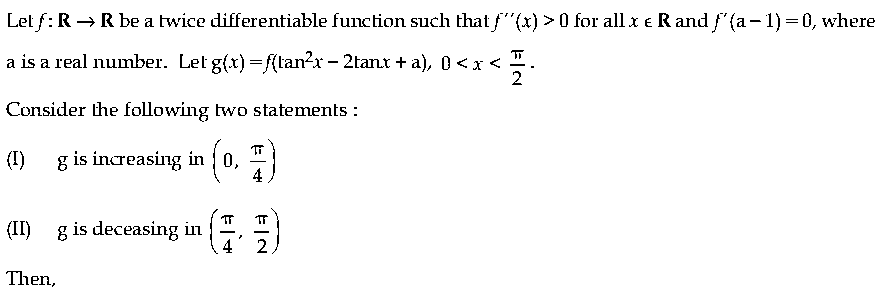 Let f : R → R be a twice differentiable function such that f′′(x) > 0 for all x ϵ R and f′(a − 1) = 0, where
a is a real number. Let g(x) = f(tan²x − 2tanx + a), 0 < x < π/2.
Consider the following two statements :
(I) g is increasing in (0, π/4)
(II) g is deceasing in (π/4, π/2)
Then,